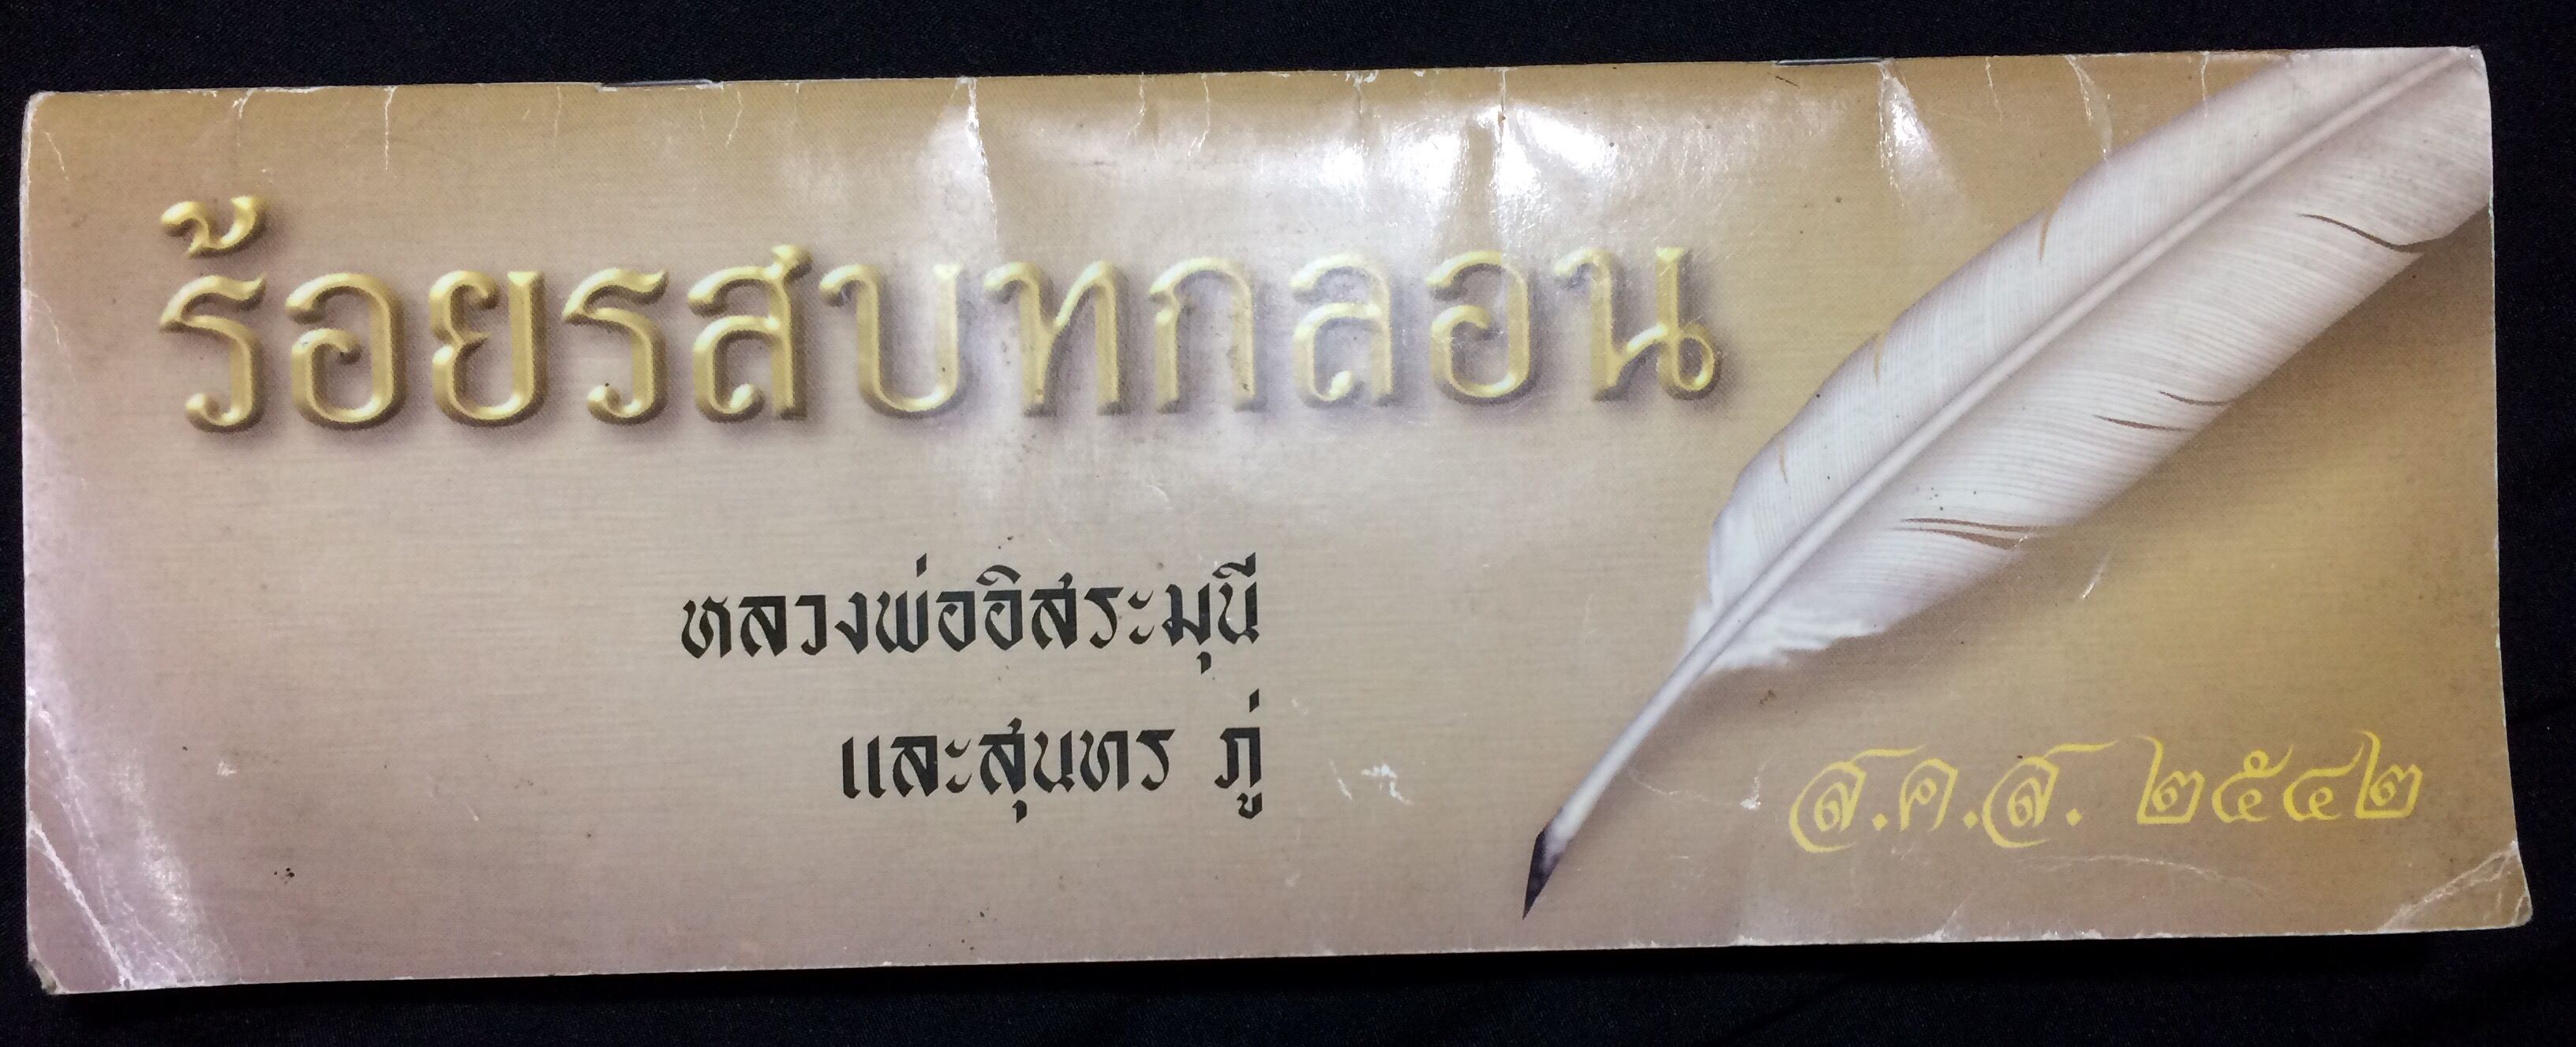 ร้อยรสบทกลอน
หลวงพ่ออิสระมุนี
และสุนทร ภู่
ส.ค.ส. ๒๕๔๒